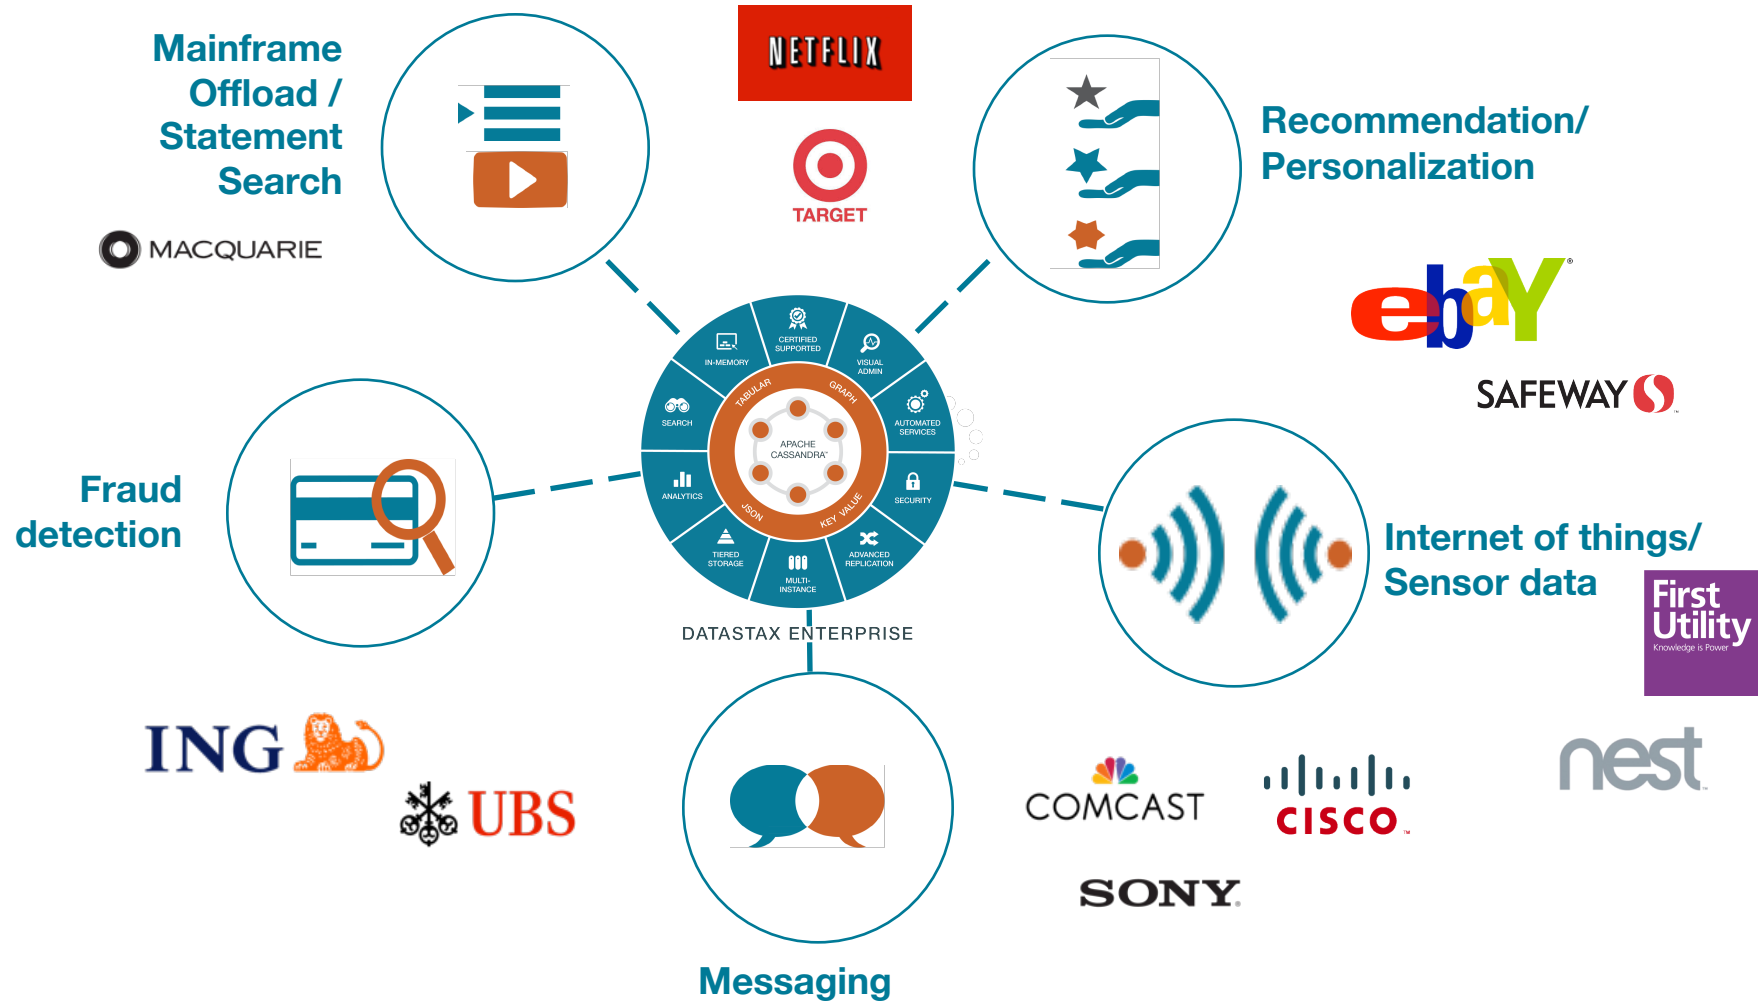 Mainframe
Offload /
Statement
Search
MACQUARIE
NETFLIX
TARGET
Recommendation/
Personalization
ebaY®
SAFEWAY
CERTIFIED
SUPPORTED
IN-MEMORY
VISUAL
ADMIN
SEARCH
AUTOMATED
SERVICES
ANALYTICS
SECURITY
TIERED
STORAGE
ADVANCED
REPLICATION
MULTI-
INSTANCE
TABULAR
GRAPH
JSON
KEY VALUE
APACHE
CASSANDRA™
DATASTAX ENTERPRISE
Fraud
detection
ING
UBS
Internet of things/
Sensor data
First
Utility
Knowledge is Power
nest
COMCAST
CISCO™
SONY®
Messaging